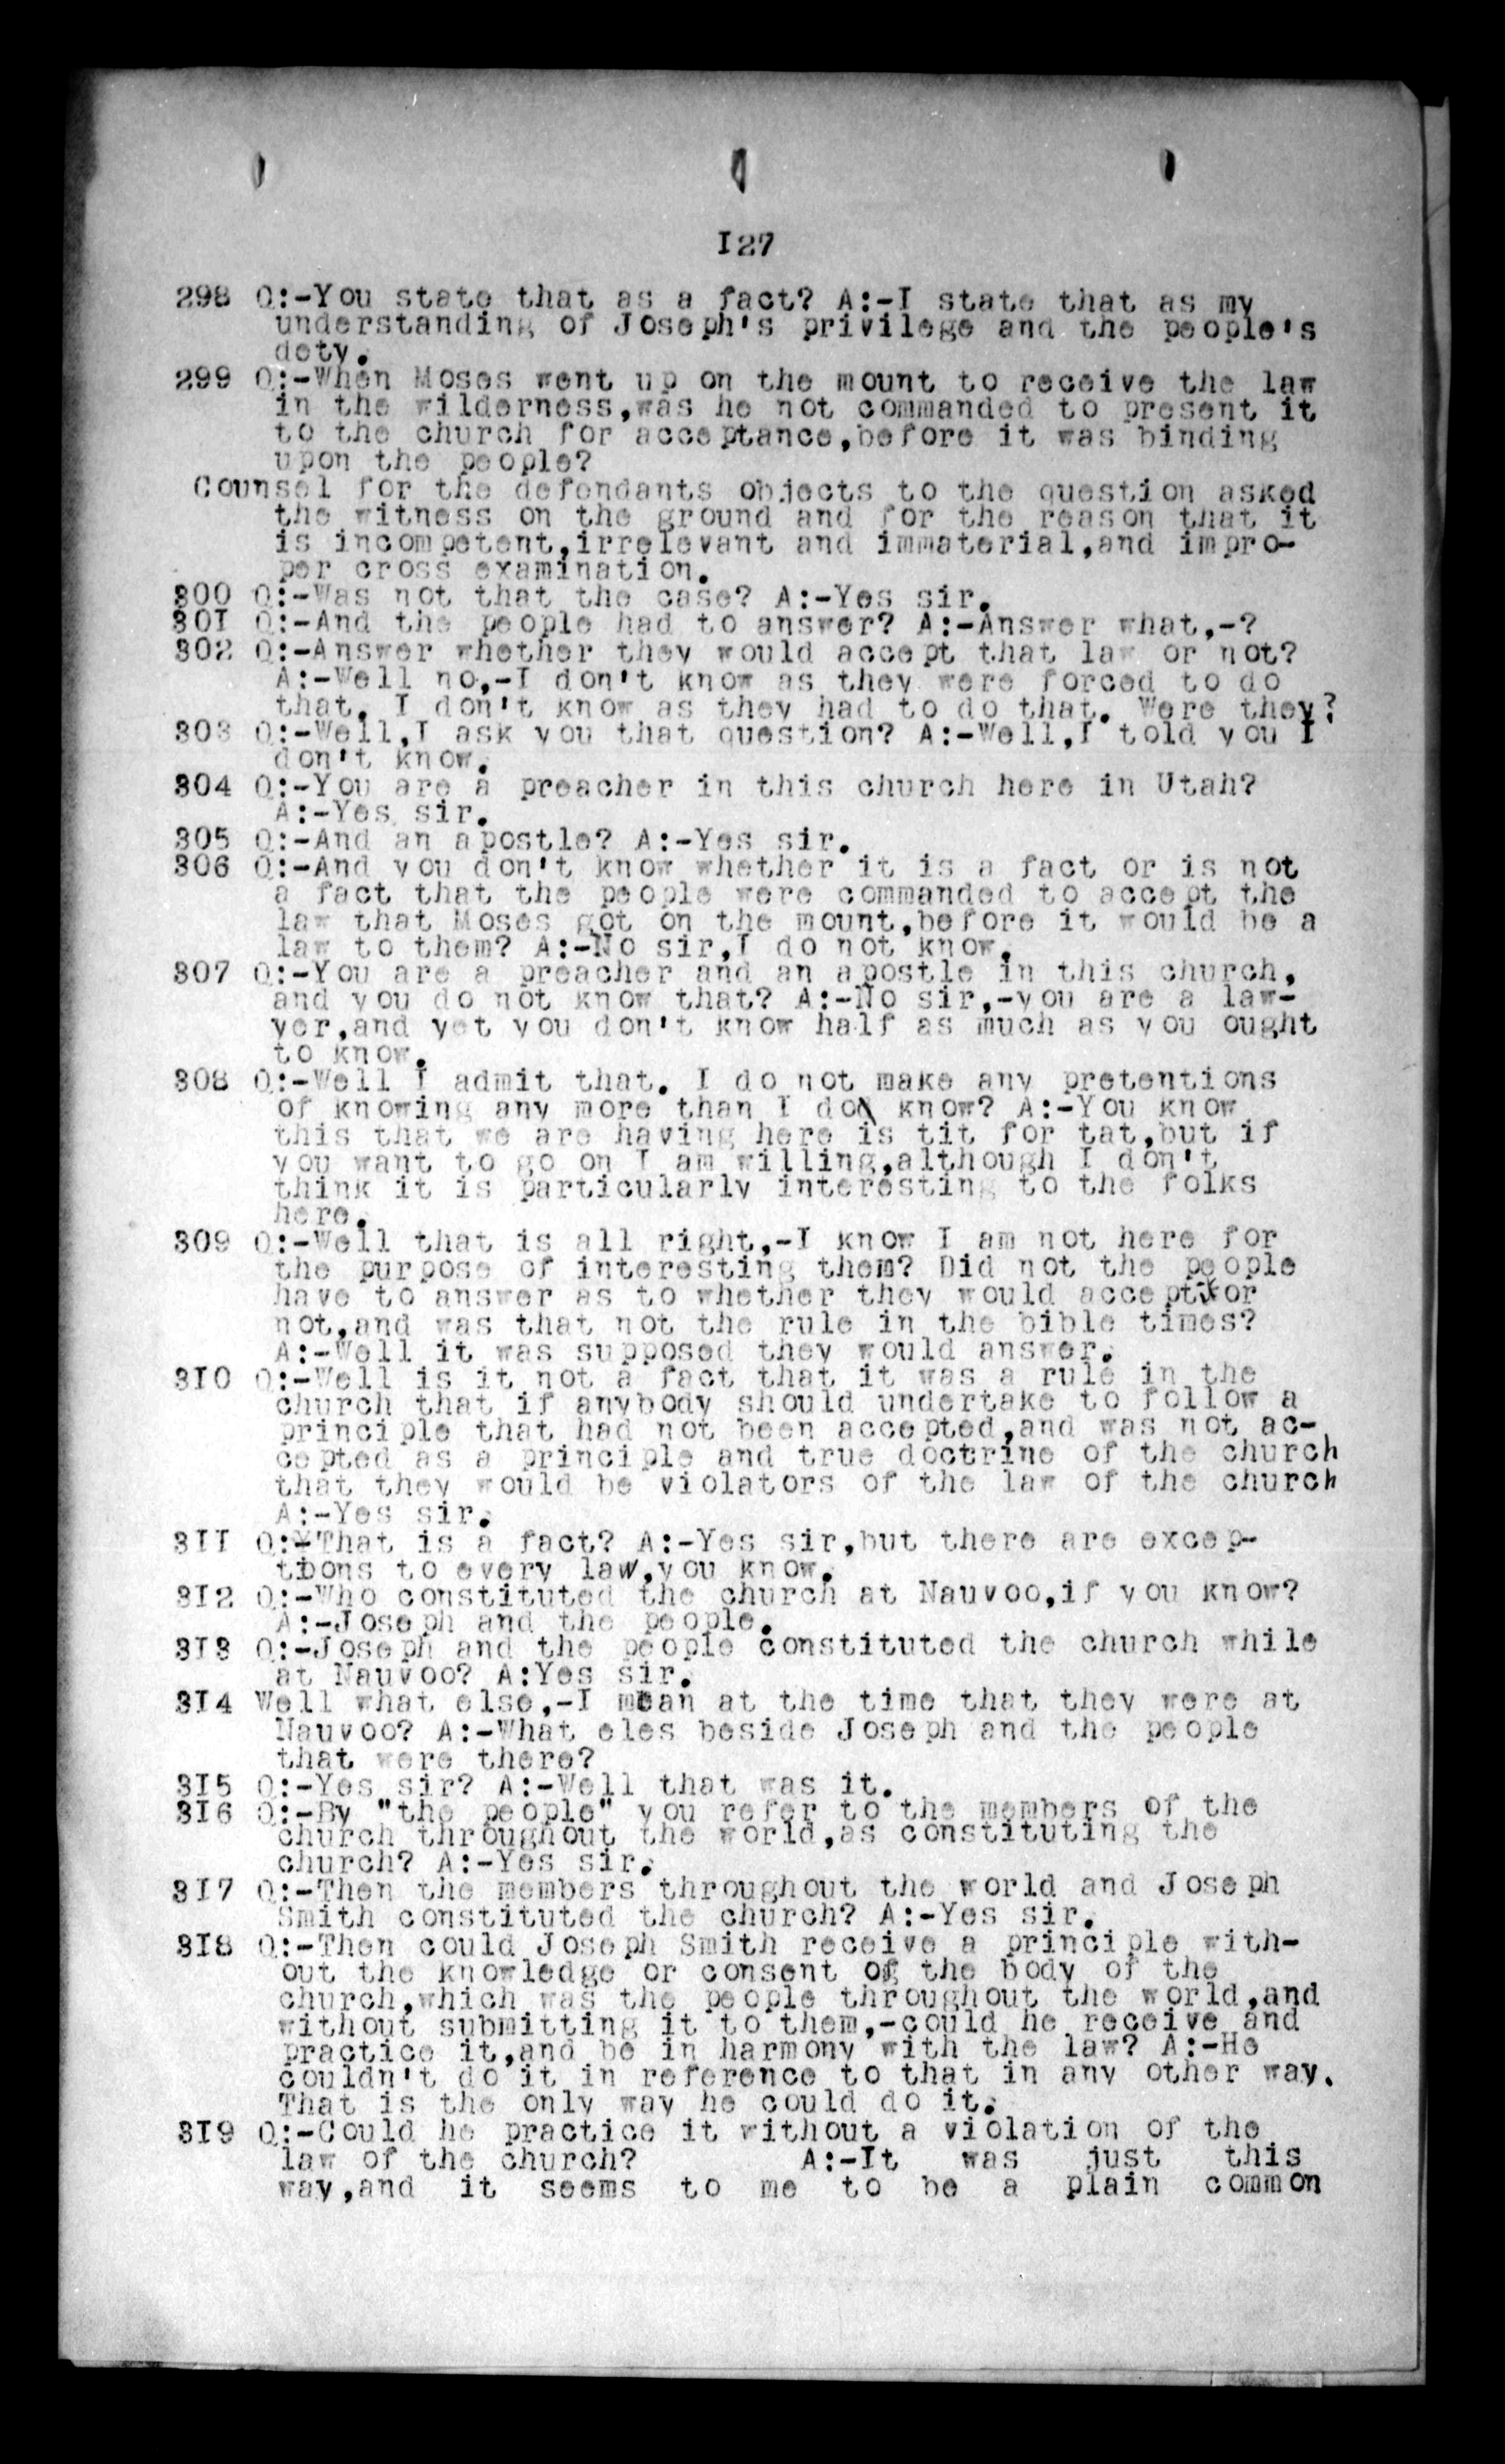 I27
298 Q:-You state that as a fact? A:-I state that as my
understanding of Joseph's privilege and the people's
dety.
299 Q:-When Moses went up on the mount to receive the law
in the wilderness,was he not commanded to present it
to the church for acceptance,before it was binding
upon the people?
Counsel for the defendants objects to the question asked
the witness on the ground and for the reason that it
is incompetent,irrelevant and immaterial,and impro-
per cross examination.
300 Q:-Was not that the case? A:-Yes sir.
30I Q:-And the people had to answer? A:-Answer what,-?
302 Q:-Answer whether they would accept that law or not?
A:-Well no,-I don't know as they were forced to do
that. I don't know as they had to do that. Were they?
303 Q:-Well,I ask you that question? A:-Well,I told you I
don't know.
304 Q:-You are a preacher in this church here in Utah?
A:-Yes sir.
305 Q:-And an apostle? A:-Yes sir.
306 Q:-And you don't know whether it is a fact or is not
a fact that the people were commanded to accept the
law that Moses got on the mount,before it would be a
law to them? A:-No sir,I do not know.
307 Q:-You are a preacher and an apostle in this church,
and you do not know that? A:-No sir,-you are a law-
yer,and yet you don't know half as much as you ought
to know.
308 Q:-Well I admit that. I do not make any pretentions
of knowing any more than I do know? A:-You know
this that we are having here is tit for tat,but if
you want to go on I am willing,although I don't
think it is particularly interesting to the folks
here.
309 Q:-Well that is all right,-I know I am not here for
the purpose of interesting them? Did not the people
have to answer as to whether they would accept it or
not,and was that not the rule in the bible times?
A:-Well it was supposed they would answer.
3I0 Q:-Well is it not a fact that it was a rule in the
church that if anybody should undertake to follow a
principle that had not been accepted,and was not ac-
cepted as a principle and true doctrine of the church
that they would be violators of the law of the church
A:-Yes sir.
3II Q:-That is a fact? A:-Yes sir,but there are excep-
tions to every law,you know.
3I2 Q:-Who constituted the church at Nauvoo,if you know?
A:-Joseph and the people.
3I3 Q:-Joseph and the people constituted the church while
at Nauvoo? A:Yes sir.
3I4 Well what else,-I mean at the time that they were at
Nauvoo? A:-What eles beside Joseph and the people
that were there?
3I5 Q:-Yes sir? A:-Well that was it.
3I6 Q:-By "the people" you refer to the members of the
church throughout the world,as constituting the
church? A:-Yes sir.
3I7 Q:-Then the members throughout the world and Joseph
Smith constituted the church? A:-Yes sir.
3I8 Q:-Then could Joseph Smith receive a principle with-
out the knowledge or consent of the body of the
church,which was the people throughout the world,and
without submitting it to them,-could he receive and
practice it,and be in harmony with the law? A:-He
couldn't do it in reference to that in any other way.
That is the only way he could do it.
3I9 Q:-Could he practice it without a violation of the
law of the church? A:-It was just this
way,and it seems to me to be a plain common